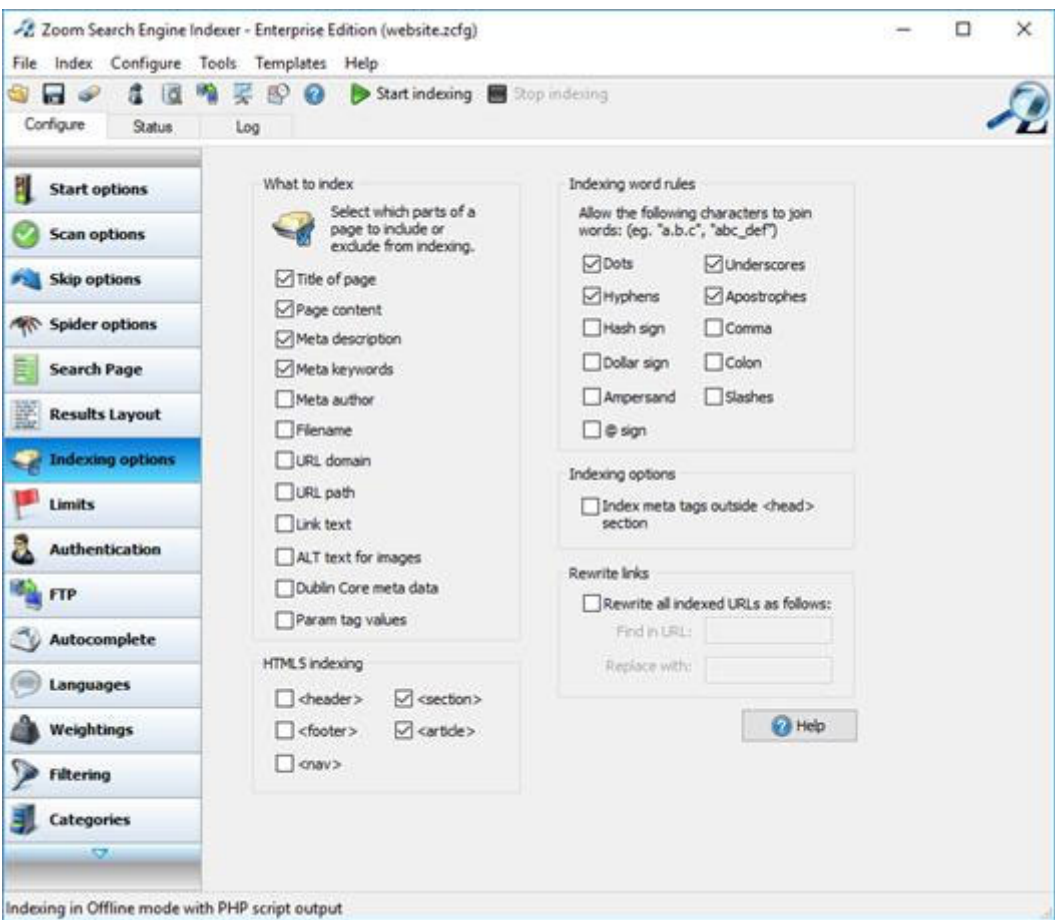 Zoom Search Engine Indexer - Enterprise Edition (website.zcfg)
File Index Configure Tools Templates Help
Start indexing Stop indexing
Configure Status Log
Start options
Scan options
Skip options
Spider options
Search Page
Results Layout
Indexing options
Limits
Authentication
FTP
Autocomplete
Languages
Weightings
Filtering
Categories
What to index
Select which parts of a
page to include or
exclude from indexing.
Title of page
Page content
Meta description
Meta keywords
Meta author
Filename
URL domain
URL path
Link text
ALT text for images
Dublin Core meta data
Param tag values
HTML5 indexing
<header> <section>
<footer> <article>
<nav>
Indexing word rules
Allow the following characters to join
words: (eg. "a.b.c", "abc_def")
Dots Underscores
Hyphens Apostrophes
Hash sign Comma
Dollar sign Colon
Ampersand Slashes
@ sign
Indexing options
Index meta tags outside <head>
section
Rewrite links
Rewrite all indexed URLs as follows:
Find in URL:
Replace with:
Help
Indexing in Offline mode with PHP script output